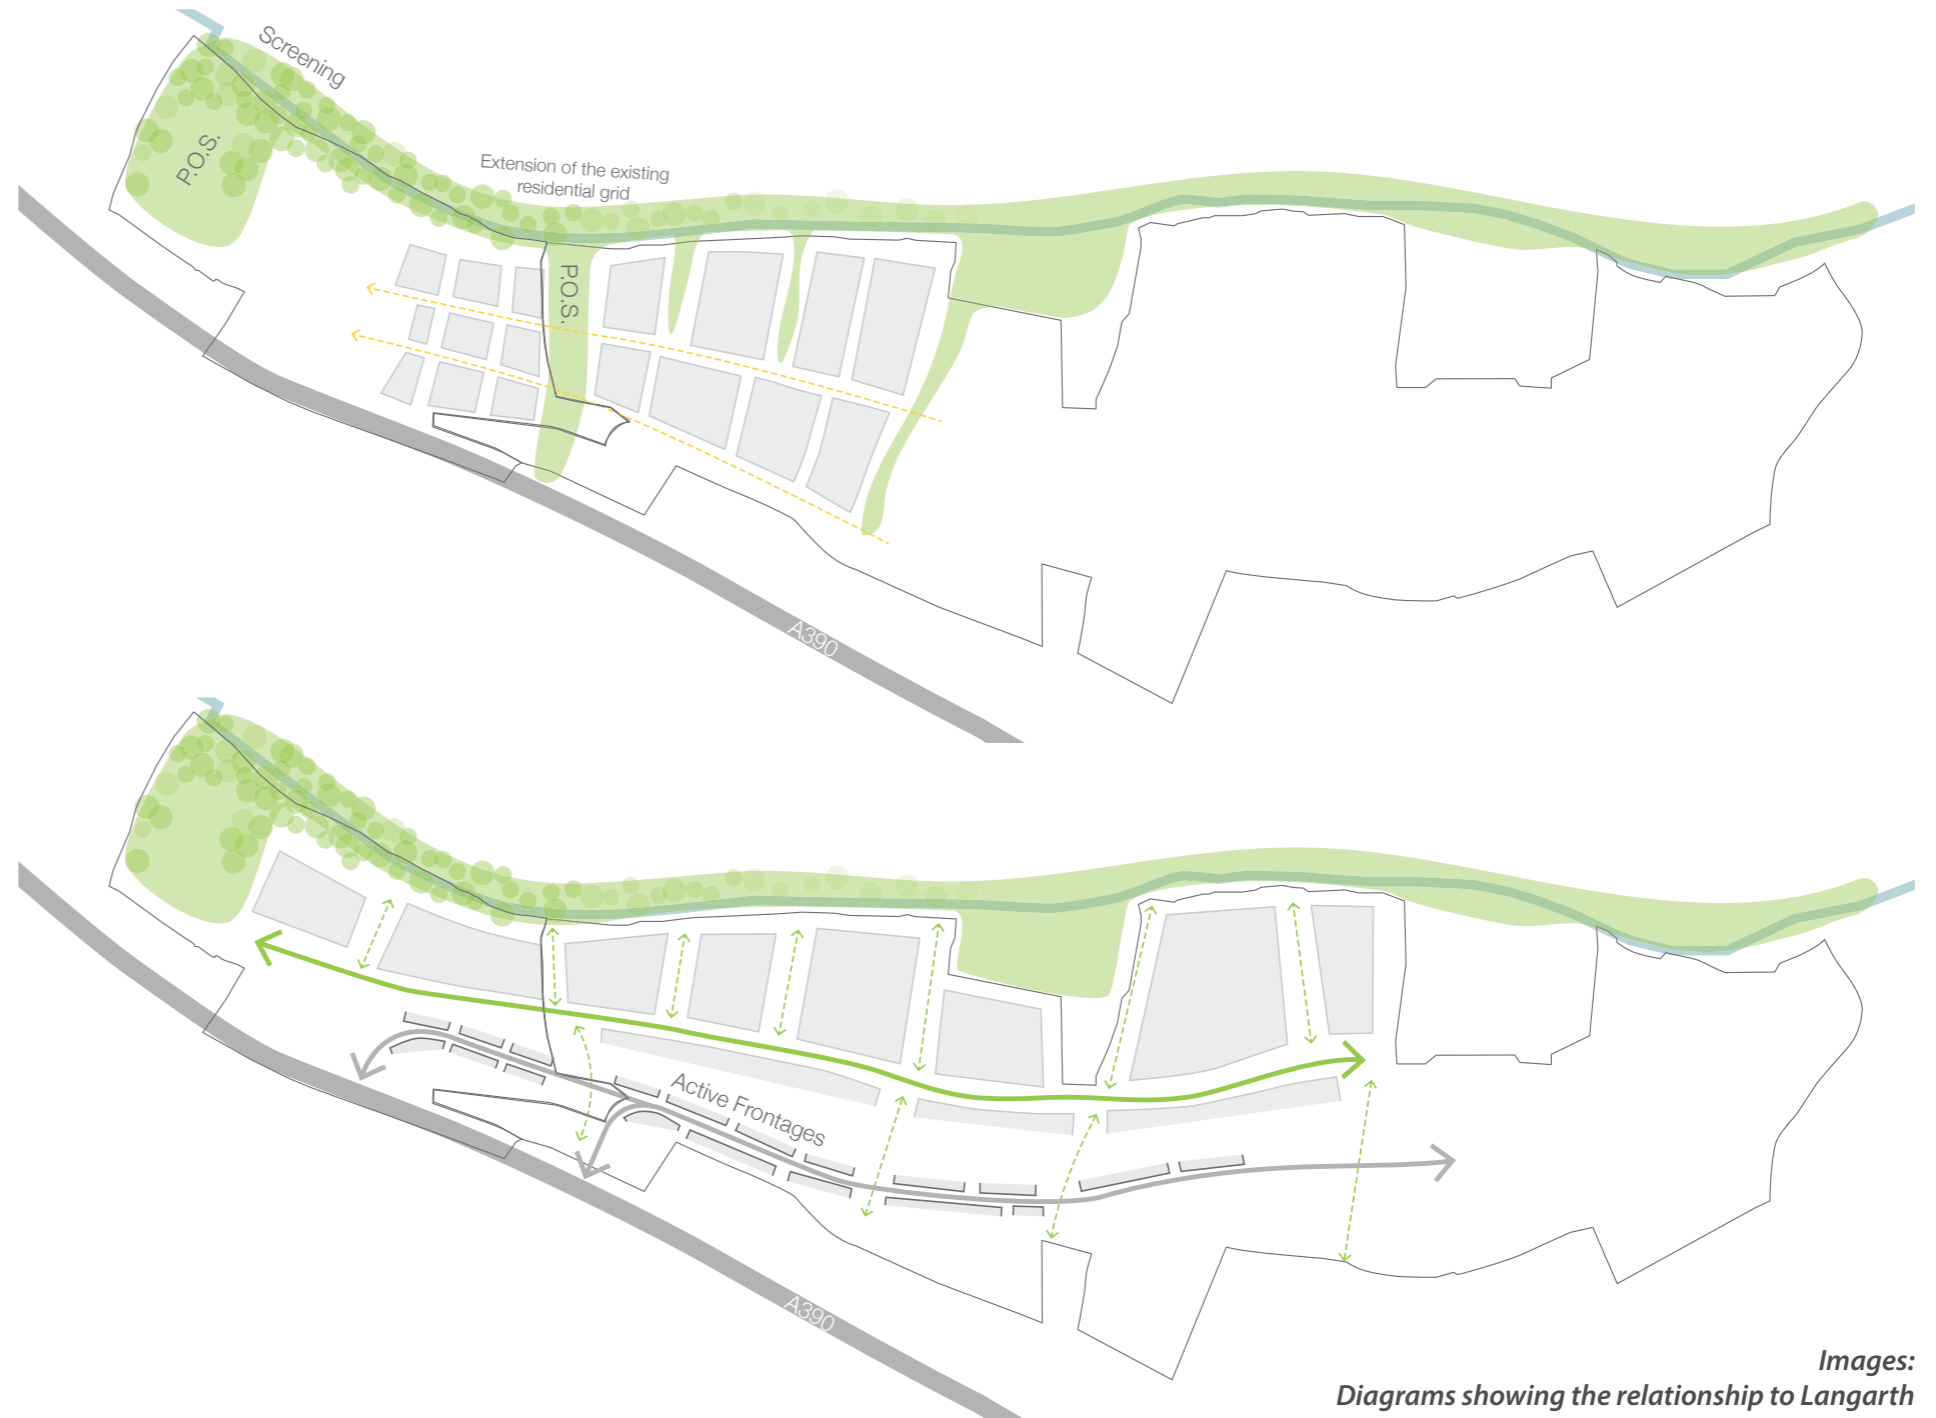 Screening
P.O.S.
Extension of the existing
residential grid
P.O.S.
A390
Active Frontages
A390
Images:
Diagrams showing the relationship to Langarth